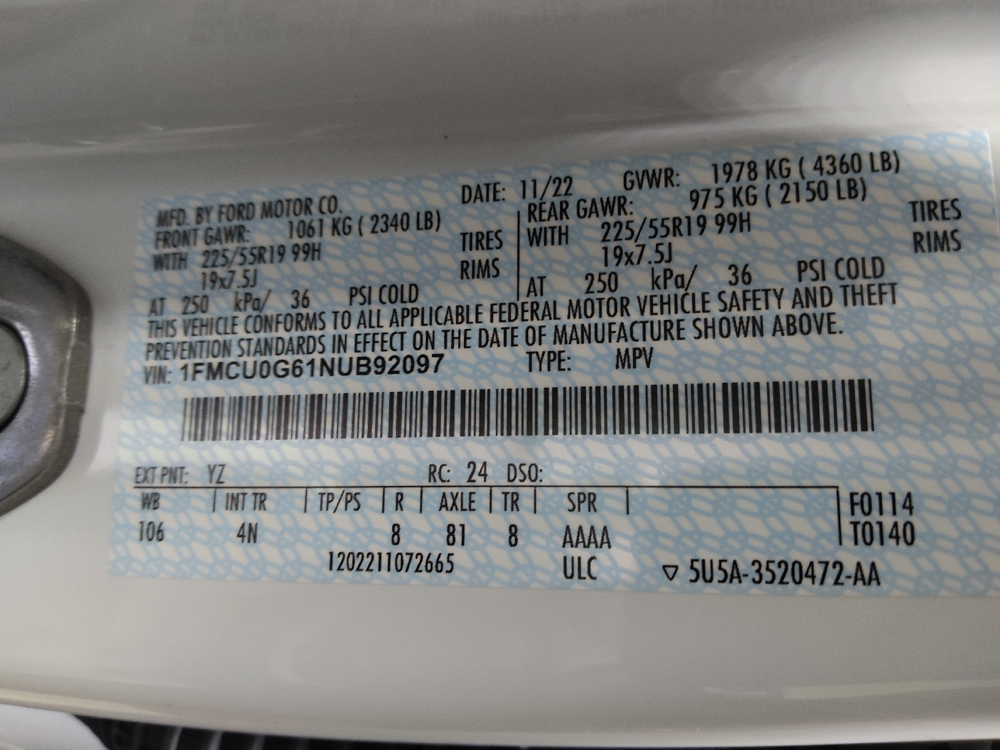 MFD. BY FORD MOTOR CO. DATE: 11/22 GVWR: 1978 KG ( 4360 LB)
FRONT GAWR: 1061 KG ( 2340 LB) REAR GAWR: 975 KG ( 2150 LB)
WITH 225/55R19 99H TIRES WITH 225/55R19 99H TIRES
19x7.5J RIMS 19x7.5J RIMS
AT 250 kPa/ 36 PSI COLD AT 250 kPa/ 36 PSI COLD
THIS VEHICLE CONFORMS TO ALL APPLICABLE FEDERAL MOTOR VEHICLE SAFETY AND THEFT
PREVENTION STANDARDS IN EFFECT ON THE DATE OF MANUFACTURE SHOWN ABOVE.
VIN: 1FMCU0G61NUB92097 TYPE: MPV
EXT PNT: YZ RC: 24 DSO:
WB INT TR TP/PS R AXLE TR SPR F0114
106 4N 8 81 8 AAAA T0140
1202211072665 ULC ▽ 5U5A-3520472-AA